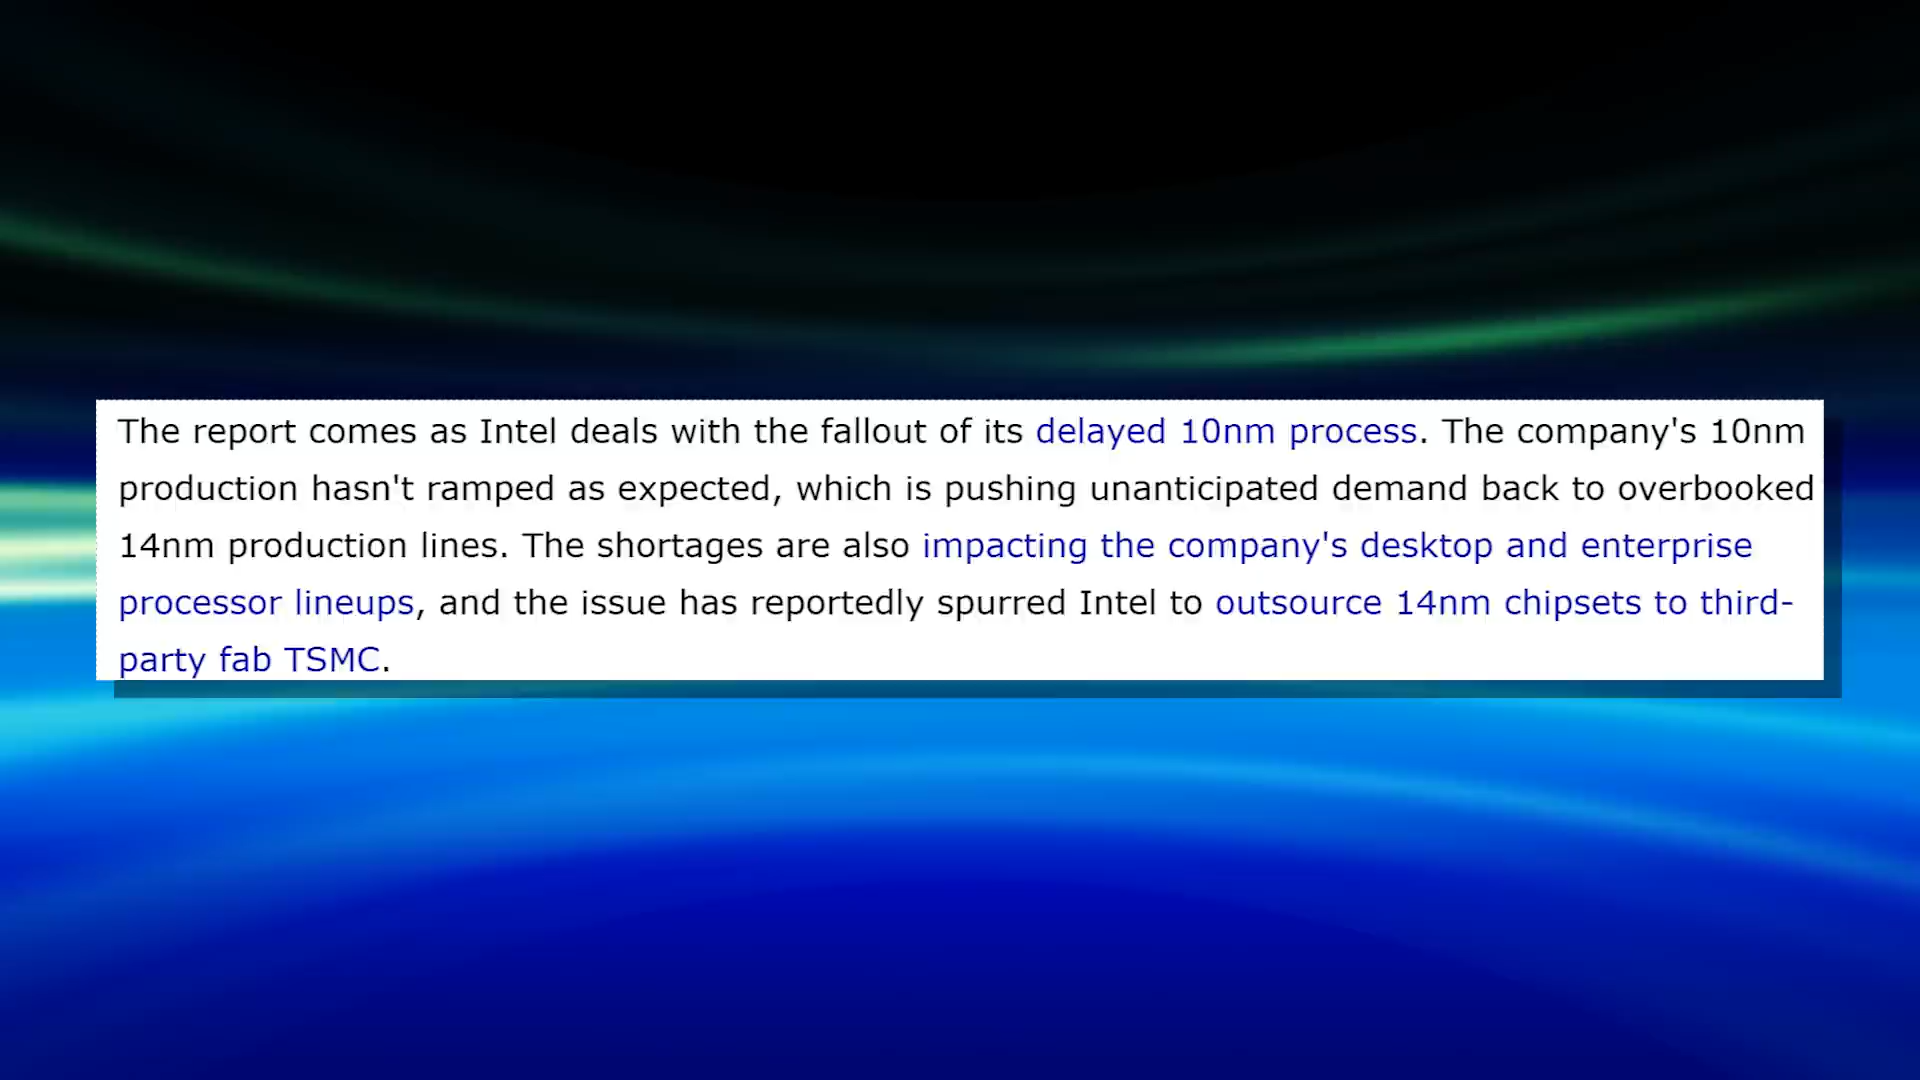 The report comes as Intel deals with the fallout of its delayed 10nm process. The company's 10nm
production hasn't ramped as expected, which is pushing unanticipated demand back to overbooked
14nm production lines. The shortages are also impacting the company's desktop and enterprise
processor lineups, and the issue has reportedly spurred Intel to outsource 14nm chipsets to third-
party fab TSMC.